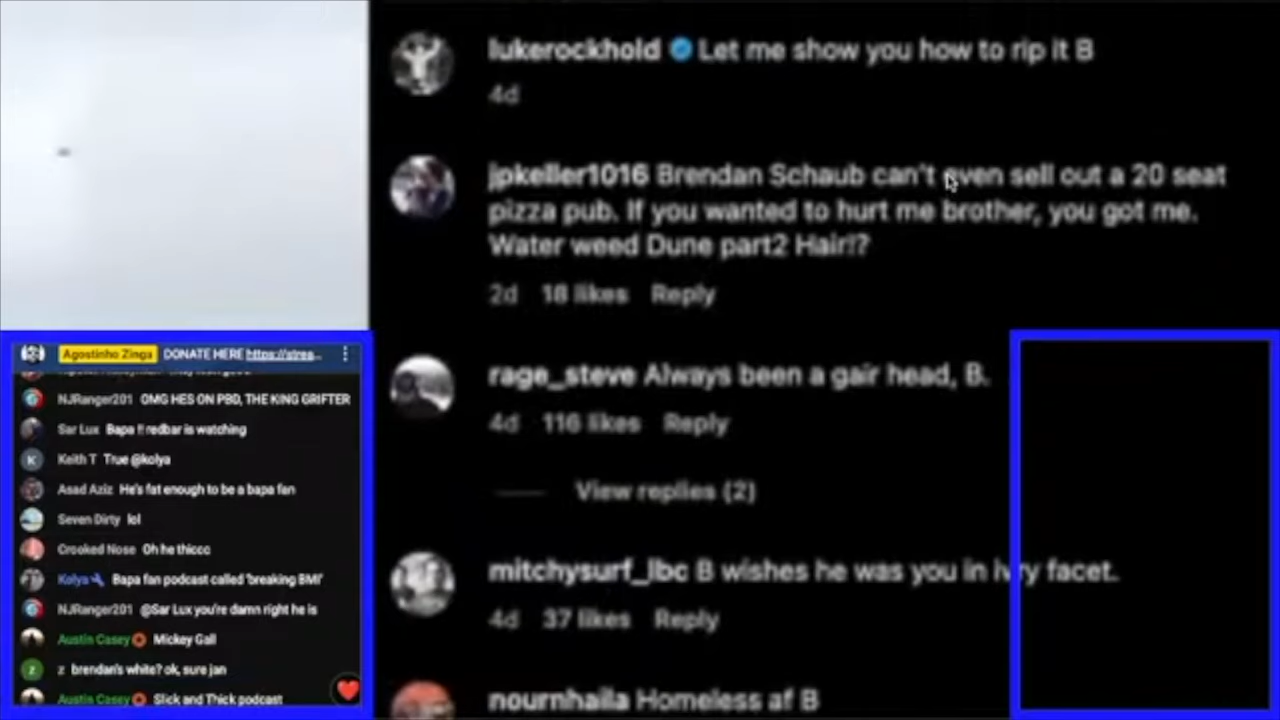 lukerockhold Let me show you how to rip it B
4d
jpkeller1016 Brendan Schaub can't even sell out a 20 seat
pizza pub. If you wanted to hurt me brother, you got me.
Water weed Dune part2 Hair!?
2d 18 likes Reply
rage_steve Always been a gair head, B.
4d 116 likes Reply
View replies (2)
mitchysurf_lbc B wishes he was you in ivry facet.
4d 37 likes Reply
nournhaila Homeless af B
Agostinho Zinga DONATE HERE https://strea...
NJRanger201 OMG HES ON PBD, THE KING GRIFTER
Sar Lux Bapa !! redbar is watching
K Keith T True @kolya
Asad Aziz He's fat enough to be a bapa fan
Seven Dirty lol
Crooked Nose Oh he thiccc
Kolya Bapa fan podcast called 'breaking BMI'
NJRanger201 @Sar Lux you're damn right he is
Austin Casey Mickey Gall
z z brendan's white? ok, sure jan
Austin Casey Slick and Thick podcast